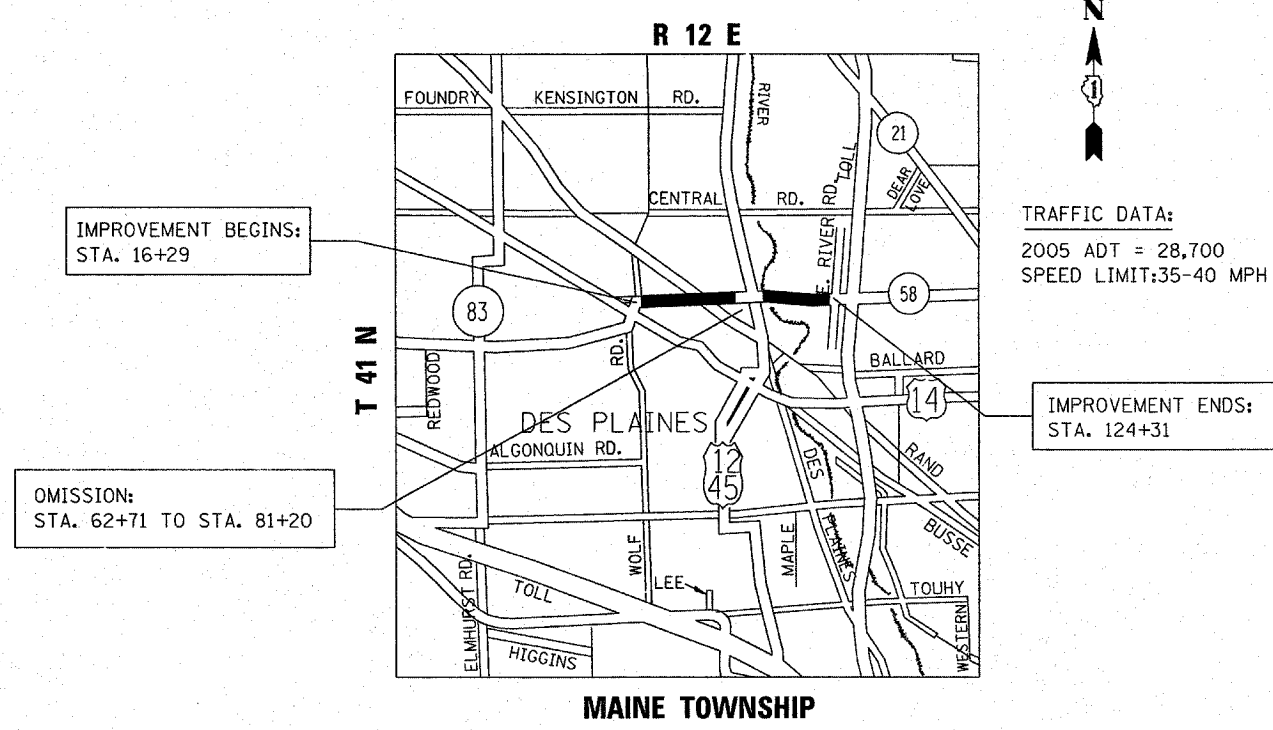 N
R 12 E
FOUNDRY
KENSINGTON
RD.
RIVER
21
TOLL
DEAR
LOVE
CENTRAL
RD.
E. RIVER RD.
TRAFFIC DATA:
2005 ADT = 28,700
SPEED LIMIT:35-40 MPH
IMPROVEMENT BEGINS:
STA. 16+29
83
58
T 41 N
RD.
BALLARD
REDWOOD
14
IMPROVEMENT ENDS:
STA. 124+31
DES PLAINES
ALGONQUIN RD.
12
45
DES
PLAINES
RAND
BUSSE
OMISSION:
STA. 62+71 TO STA. 81+20
MAPLE
WOLF
TOLL
LEE
TOUHY
ELMHURST RD.
HIGGINS
WESTERN
MAINE TOWNSHIP